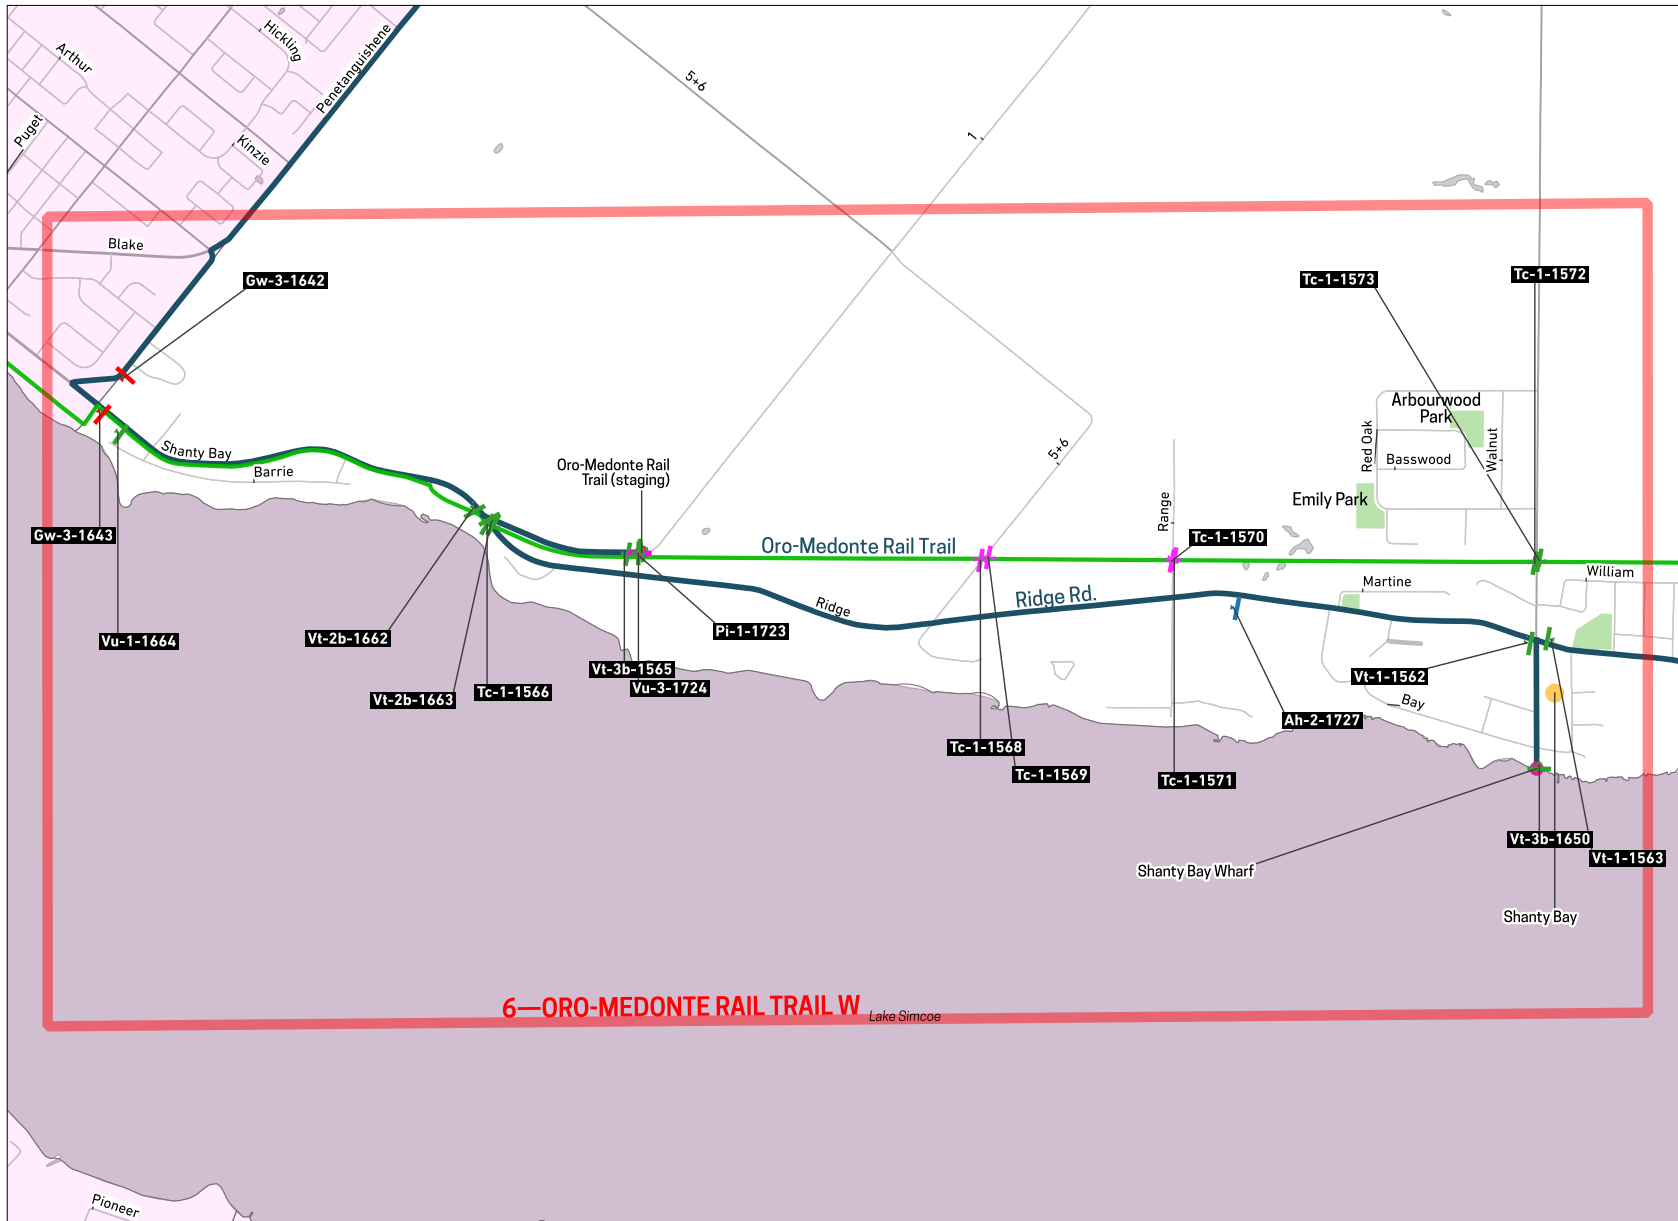 Hickling
Arthur
Penetanguishene
5+6
Puget
1
Kinzie
Blake
Gw-3-1642
Tc-1-1573
Tc-1-1572
Arbourwood
Park
Red Oak
Walnut
Basswood
Shanty Bay
Barrie
5+6
Oro-Medonte Rail
Trail (staging)
Emily Park
Range
Gw-3-1643
Tc-1-1570
Oro-Medonte Rail Trail
William
Martine
Ridge Rd.
Ridge
Vu-1-1664
Vt-2b-1662
Pi-1-1723
Vt-3b-1565
Vt-1-1562
Vu-3-1724
Vt-2b-1663
Tc-1-1566
Bay
Ah-2-1727
Tc-1-1568
Tc-1-1569
Tc-1-1571
Vt-3b-1650
Vt-1-1563
Shanty Bay Wharf
Shanty Bay
6—ORO-MEDONTE RAIL TRAIL W
Lake Simcoe
Pioneer